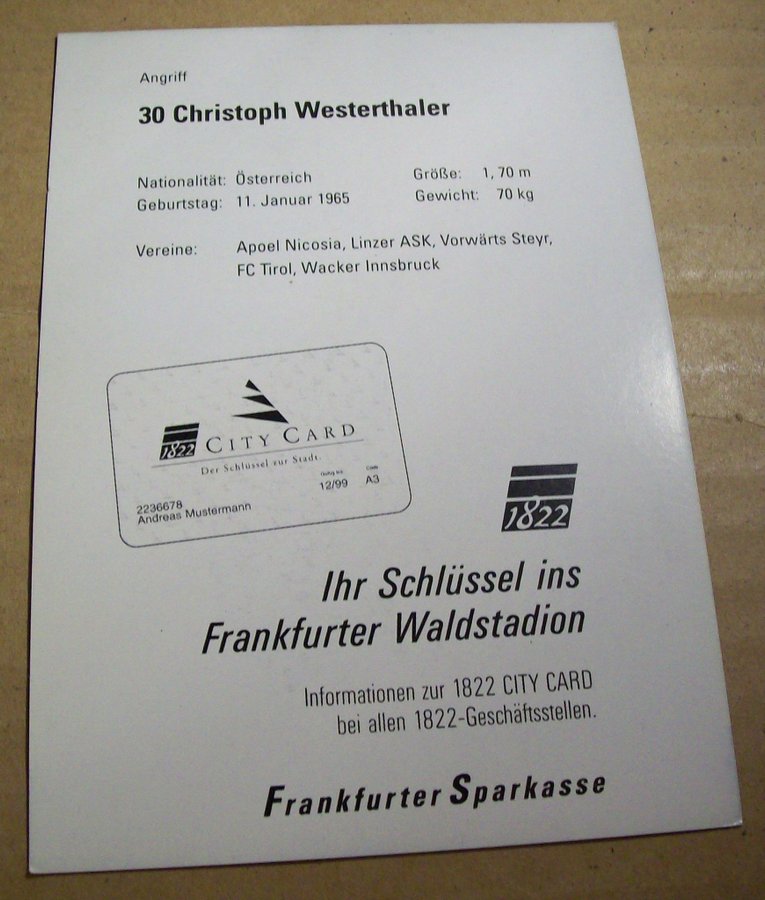 Angriff
30 Christoph Westerthaler
Nationalität: Österreich Größe: 1,70 m
Geburtstag: 11. Januar 1965 Gewicht: 70 kg
Vereine: Apoel Nicosia, Linzer ASK, Vorwärts Steyr,
FC Tirol, Wacker Innsbruck
1822 CITY CARD
Der Schlüssel zur Stadt.
Gültig bis Code
12/99 A3
2236678
Andreas Mustermann
1822
Ihr Schlüssel ins
Frankfurter Waldstadion
Informationen zur 1822 CITY CARD
bei allen 1822-Geschäftsstellen.
Frankfurter Sparkasse